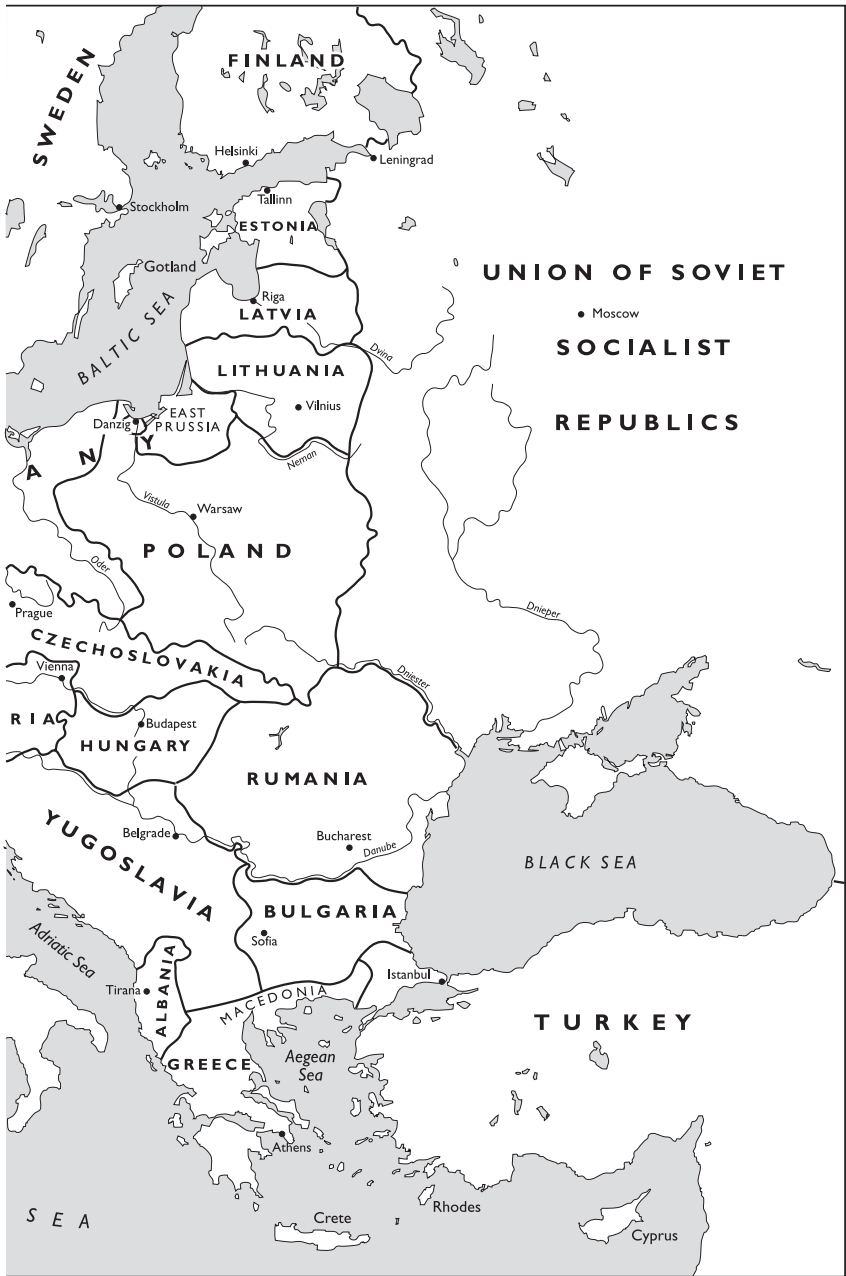 FINLAND
SWEDEN
Helsinki
Leningrad
Tallinn
Stockholm
ESTONIA
Gotland
UNION OF SOVIET
Riga
Moscow
LATVIA
BALTIC SEA
SOCIALIST
Dvina
LITHUANIA
Vilnius
EAST
PRUSSIA
Danzig
REPUBLICS
A N Y
Neman
Vistula
Warsaw
POLAND
Oder
Prague
Dnieper
CZECHOSLOVAKIA
Vienna
Dniester
RIA
Budapest
HUNGARY
RUMANIA
YUGOSLAVIA
Belgrade
Bucharest
Danube
BLACK SEA
BULGARIA
Sofia
Adriatic Sea
Istanbul
Tirana
ALBANIA
MACEDONIA
TURKEY
GREECE
Aegean
Sea
Athens
Rhodes
Crete
SEA
Cyprus